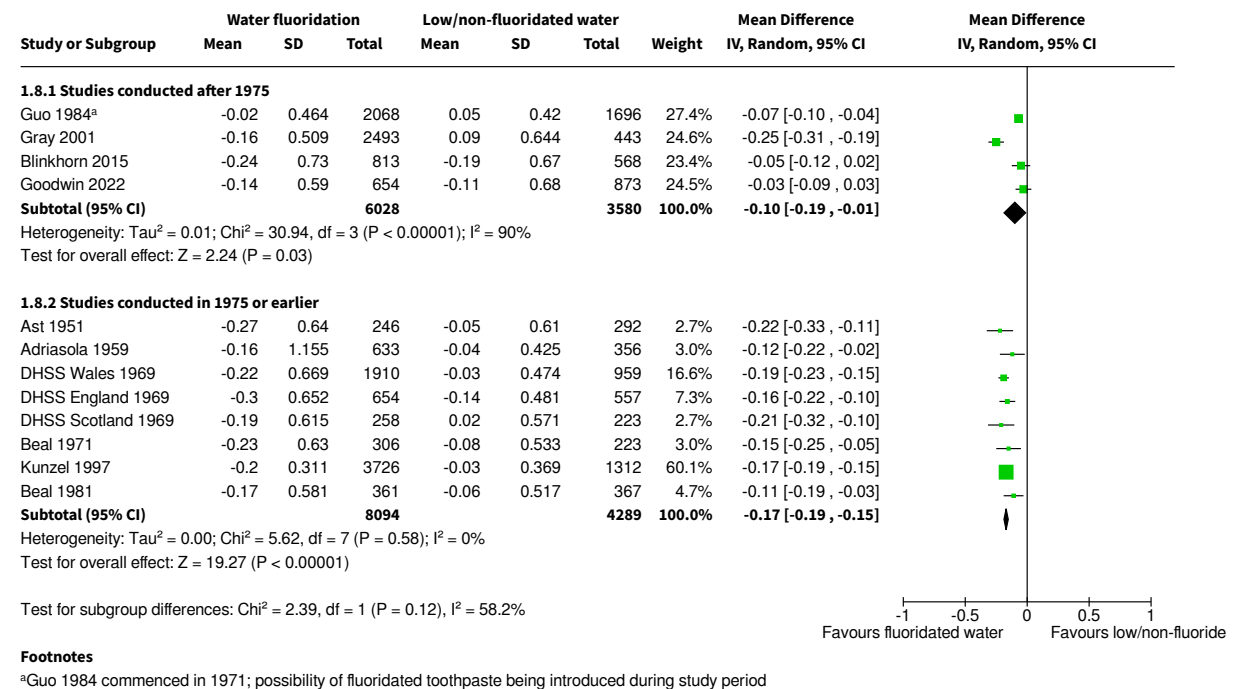 Water fluoridation Low/non-fluoridated water Mean Difference Mean Difference
Study or Subgroup Mean SD Total Mean SD Total Weight IV, Random, 95% CI IV, Random, 95% CI
1.8.1 Studies conducted after 1975
Guo 1984ᵃ -0.02 0.464 2068 0.05 0.42 1696 27.4% -0.07 [-0.10 , -0.04]
Gray 2001 -0.16 0.509 2493 0.09 0.644 443 24.6% -0.25 [-0.31 , -0.19]
Blinkhorn 2015 -0.24 0.73 813 -0.19 0.67 568 23.4% -0.05 [-0.12 , 0.02]
Goodwin 2022 -0.14 0.59 654 -0.11 0.68 873 24.5% -0.03 [-0.09 , 0.03]
Subtotal (95% CI) 6028 3580 100.0% -0.10 [-0.19 , -0.01]
Heterogeneity: Tau² = 0.01; Chi² = 30.94, df = 3 (P < 0.00001); I² = 90%
Test for overall effect: Z = 2.24 (P = 0.03)
1.8.2 Studies conducted in 1975 or earlier
Ast 1951 -0.27 0.64 246 -0.05 0.61 292 2.7% -0.22 [-0.33 , -0.11]
Adriasola 1959 -0.16 1.155 633 -0.04 0.425 356 3.0% -0.12 [-0.22 , -0.02]
DHSS Wales 1969 -0.22 0.669 1910 -0.03 0.474 959 16.6% -0.19 [-0.23 , -0.15]
DHSS England 1969 -0.3 0.652 654 -0.14 0.481 557 7.3% -0.16 [-0.22 , -0.10]
DHSS Scotland 1969 -0.19 0.615 258 0.02 0.571 223 2.7% -0.21 [-0.32 , -0.10]
Beal 1971 -0.23 0.63 306 -0.08 0.533 223 3.0% -0.15 [-0.25 , -0.05]
Kunzel 1997 -0.2 0.311 3726 -0.03 0.369 1312 60.1% -0.17 [-0.19 , -0.15]
Beal 1981 -0.17 0.581 361 -0.06 0.517 367 4.7% -0.11 [-0.19 , -0.03]
Subtotal (95% CI) 8094 4289 100.0% -0.17 [-0.19 , -0.15]
Heterogeneity: Tau² = 0.00; Chi² = 5.62, df = 7 (P = 0.58); I² = 0%
Test for overall effect: Z = 19.27 (P < 0.00001)
Test for subgroup differences: Chi² = 2.39, df = 1 (P = 0.12), I² = 58.2%
-1 -0.5 0 0.5 1
Favours fluoridated water Favours low/non-fluoride
Footnotes
ᵃGuo 1984 commenced in 1971; possibility of fluoridated toothpaste being introduced during study period